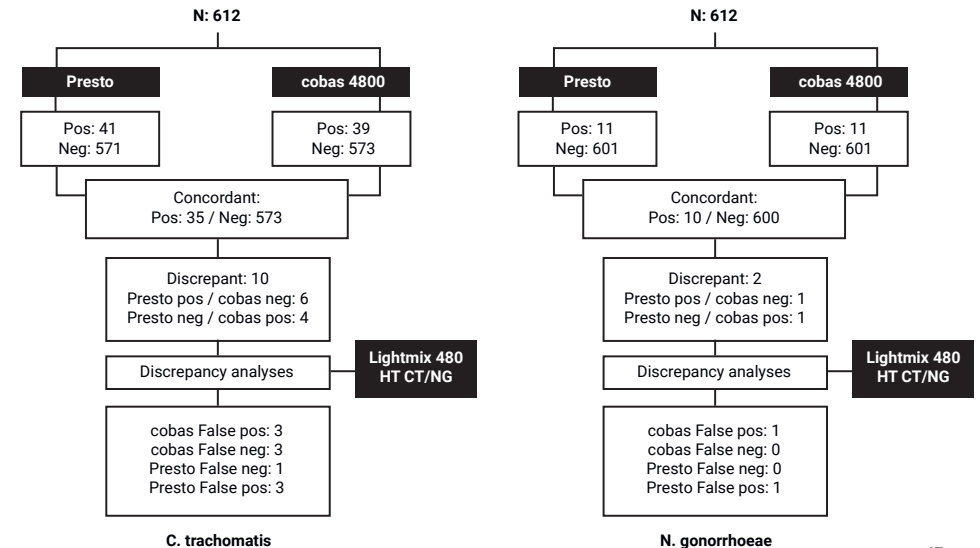 N: 612
Presto
cobas 4800
Pos: 41
Neg: 571
Pos: 39
Neg: 573
Concordant:
Pos: 35 / Neg: 573
Discrepant: 10
Presto pos / cobas neg: 6
Presto neg / cobas pos: 4
Discrepancy analyses
Lightmix 480
HT CT/NG
cobas False pos: 3
cobas False neg: 3
Presto False neg: 1
Presto False pos: 3
C. trachomatis
N: 612
Presto
cobas 4800
Pos: 11
Neg: 601
Pos: 11
Neg: 601
Concordant:
Pos: 10 / Neg: 600
Discrepant: 2
Presto pos / cobas neg: 1
Presto neg / cobas pos: 1
Discrepancy analyses
Lightmix 480
HT CT/NG
cobas False pos: 1
cobas False neg: 0
Presto False neg: 0
Presto False pos: 1
N. gonorrhoeae